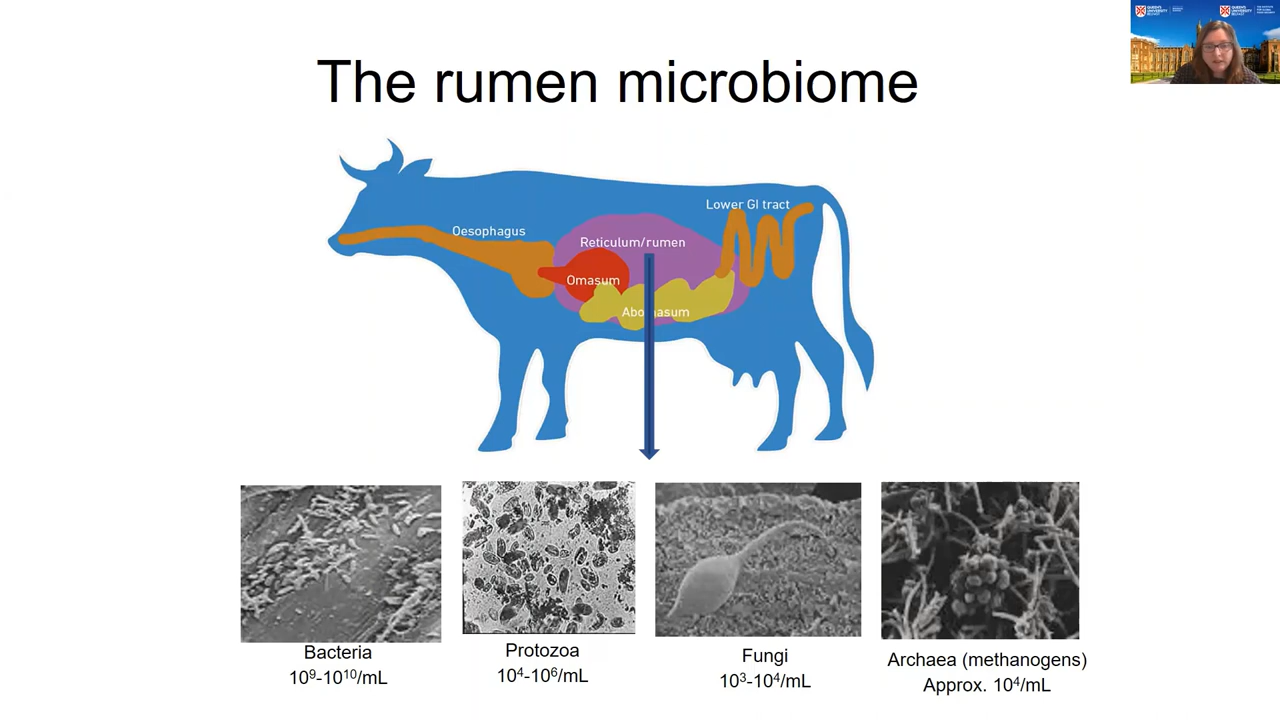 The rumen microbiome
Lower GI tract
Oesophagus
Reticulum/rumen
Omasum
Bacteria
10⁹-10¹⁰/mL
Protozoa
10⁴-10⁶/mL
Fungi
10³-10⁴/mL
Archaea (methanogens)
Approx. 10⁴/mL